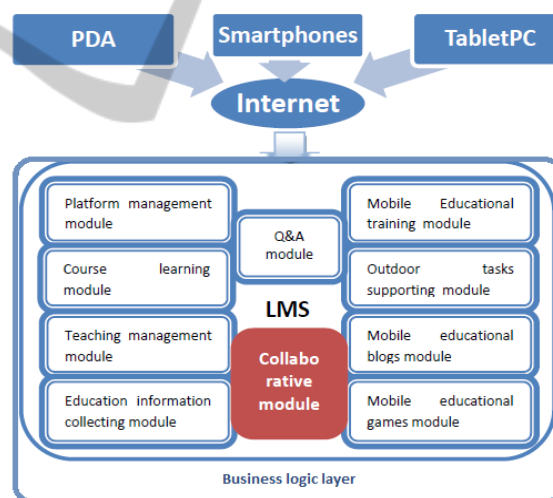 PDA
Smartphones
TabletPC
Internet
Platform management
module
Course learning
module
Teaching management
module
Education information
collecting module
Q&A
module
LMS
Collabo
rative
module
Mobile Educational
training module
Outdoor tasks
supporting module
Mobile educational
blogs module
Mobile educational
games module
Business logic layer